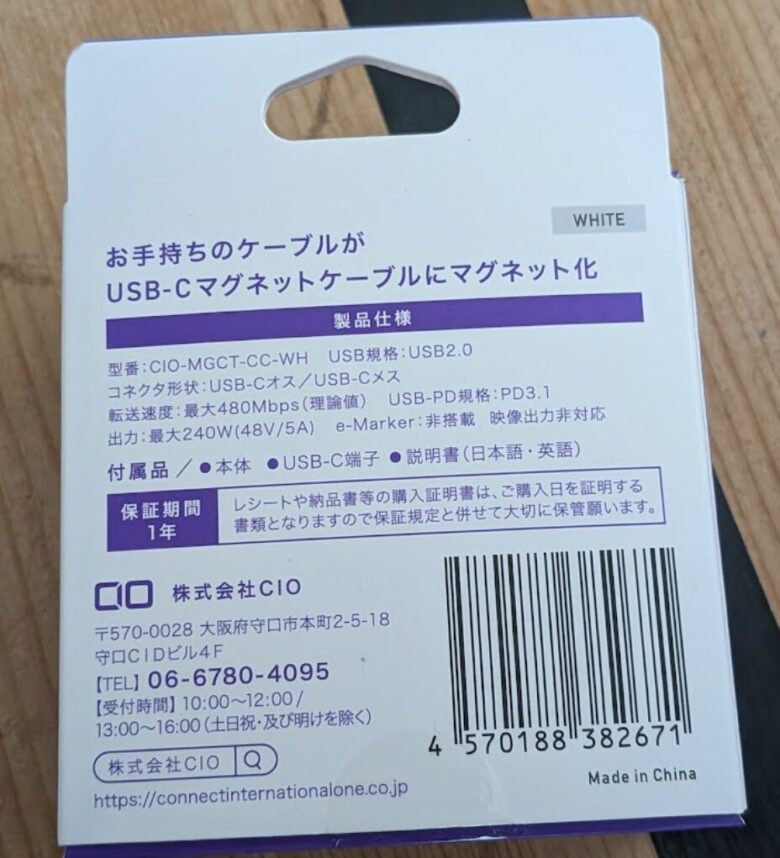 WHITE
お手持ちのケーブルが
USB-Cマグネットケーブルにマグネット化
製品仕様
型番:CIO-MGCT-CC-WH USB規格:USB2.0
コネクタ形状:USB-Cオス/USB-Cメス
転送速度:最大480Mbps(理論値) USB-PD規格:PD3.1
出力:最大240W(48V/5A) e-Marker:非搭載 映像出力非対応
付属品/●本体 ●USB-C端子 ●説明書(日本語・英語)
保証期間
1年
レシートや納品書等の購入証明書は、ご購入日を証明する
書類となりますので保証規定と併せて大切に保管願います。
CIO 株式会社CIO
〒570-0028 大阪府守口市本町2-5-18
守口CIDビル4F
【TEL】06-6780-4095
【受付時間】10:00〜12:00/
13:00〜16:00(土日祝・及び明けを除く)
株式会社CIO
https://connectinternationalone.co.jp
4 570188 382671
Made in China